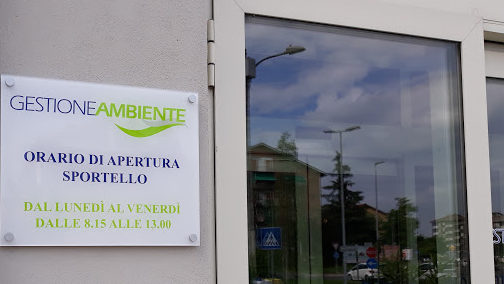 GESTIONEAMBIENTE
ORARIO DI APERTURA
SPORTELLO
DAL LUNEDÌ AL VENERDÌ
DALLE 8.15 ALLE 13.00